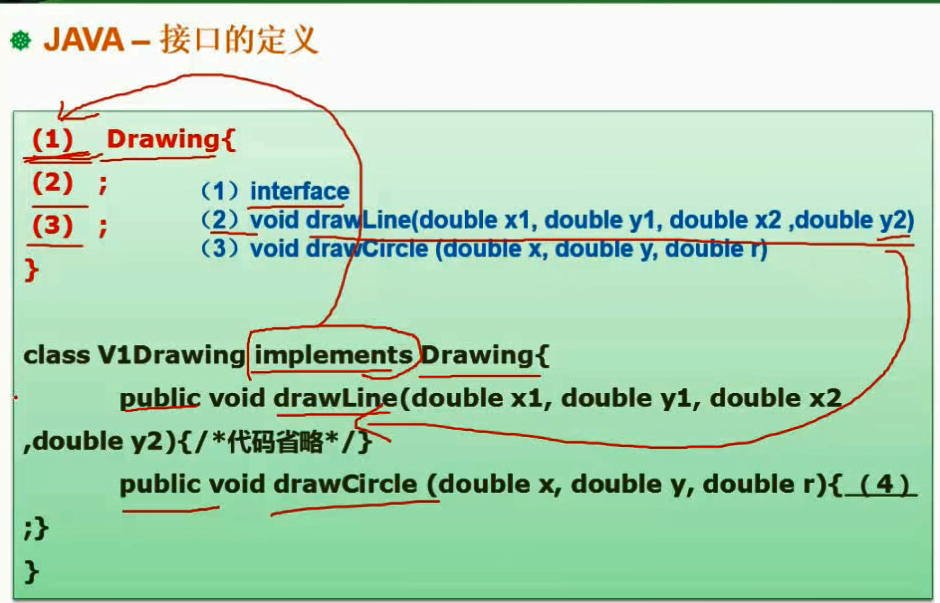 JAVA – 接口的定义
(1) Drawing{
(2) ;
(3) ;
}
（1）interface
（2）void drawLine(double x1, double y1, double x2 ,double y2)
（3）void drawCircle (double x, double y, double r)
class V1Drawing implements Drawing{
public void drawLine(double x1, double y1, double x2
,double y2){/*代码省略*/}
public void drawCircle (double x, double y, double r){ (4)
;}
}